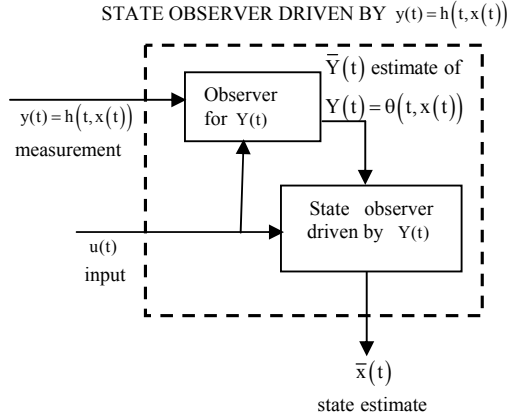 STATE OBSERVER DRIVEN BY y(t)=h(t,x(t))
Observer
for Y(t)
Ȳ(t) estimate of
Y(t)=θ(t,x(t))
y(t)=h(t,x(t))
measurement
State observer
driven by Y(t)
u(t)
input
x̄(t)
state estimate